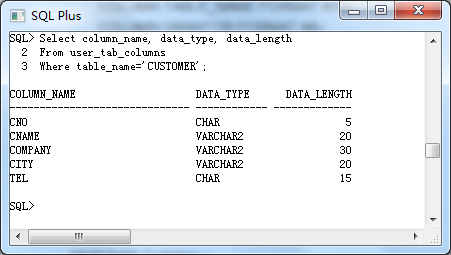 SQL Plus
SQL> Select column_name, data_type, data_length
2 From user_tab_columns
3 Where table_name='CUSTOMER';
COLUMN_NAME DATA_TYPE DATA_LENGTH
------------------------------ ------------ -----------
CNO CHAR 5
CNAME VARCHAR2 20
COMPANY VARCHAR2 30
CITY VARCHAR2 20
TEL CHAR 15
SQL>